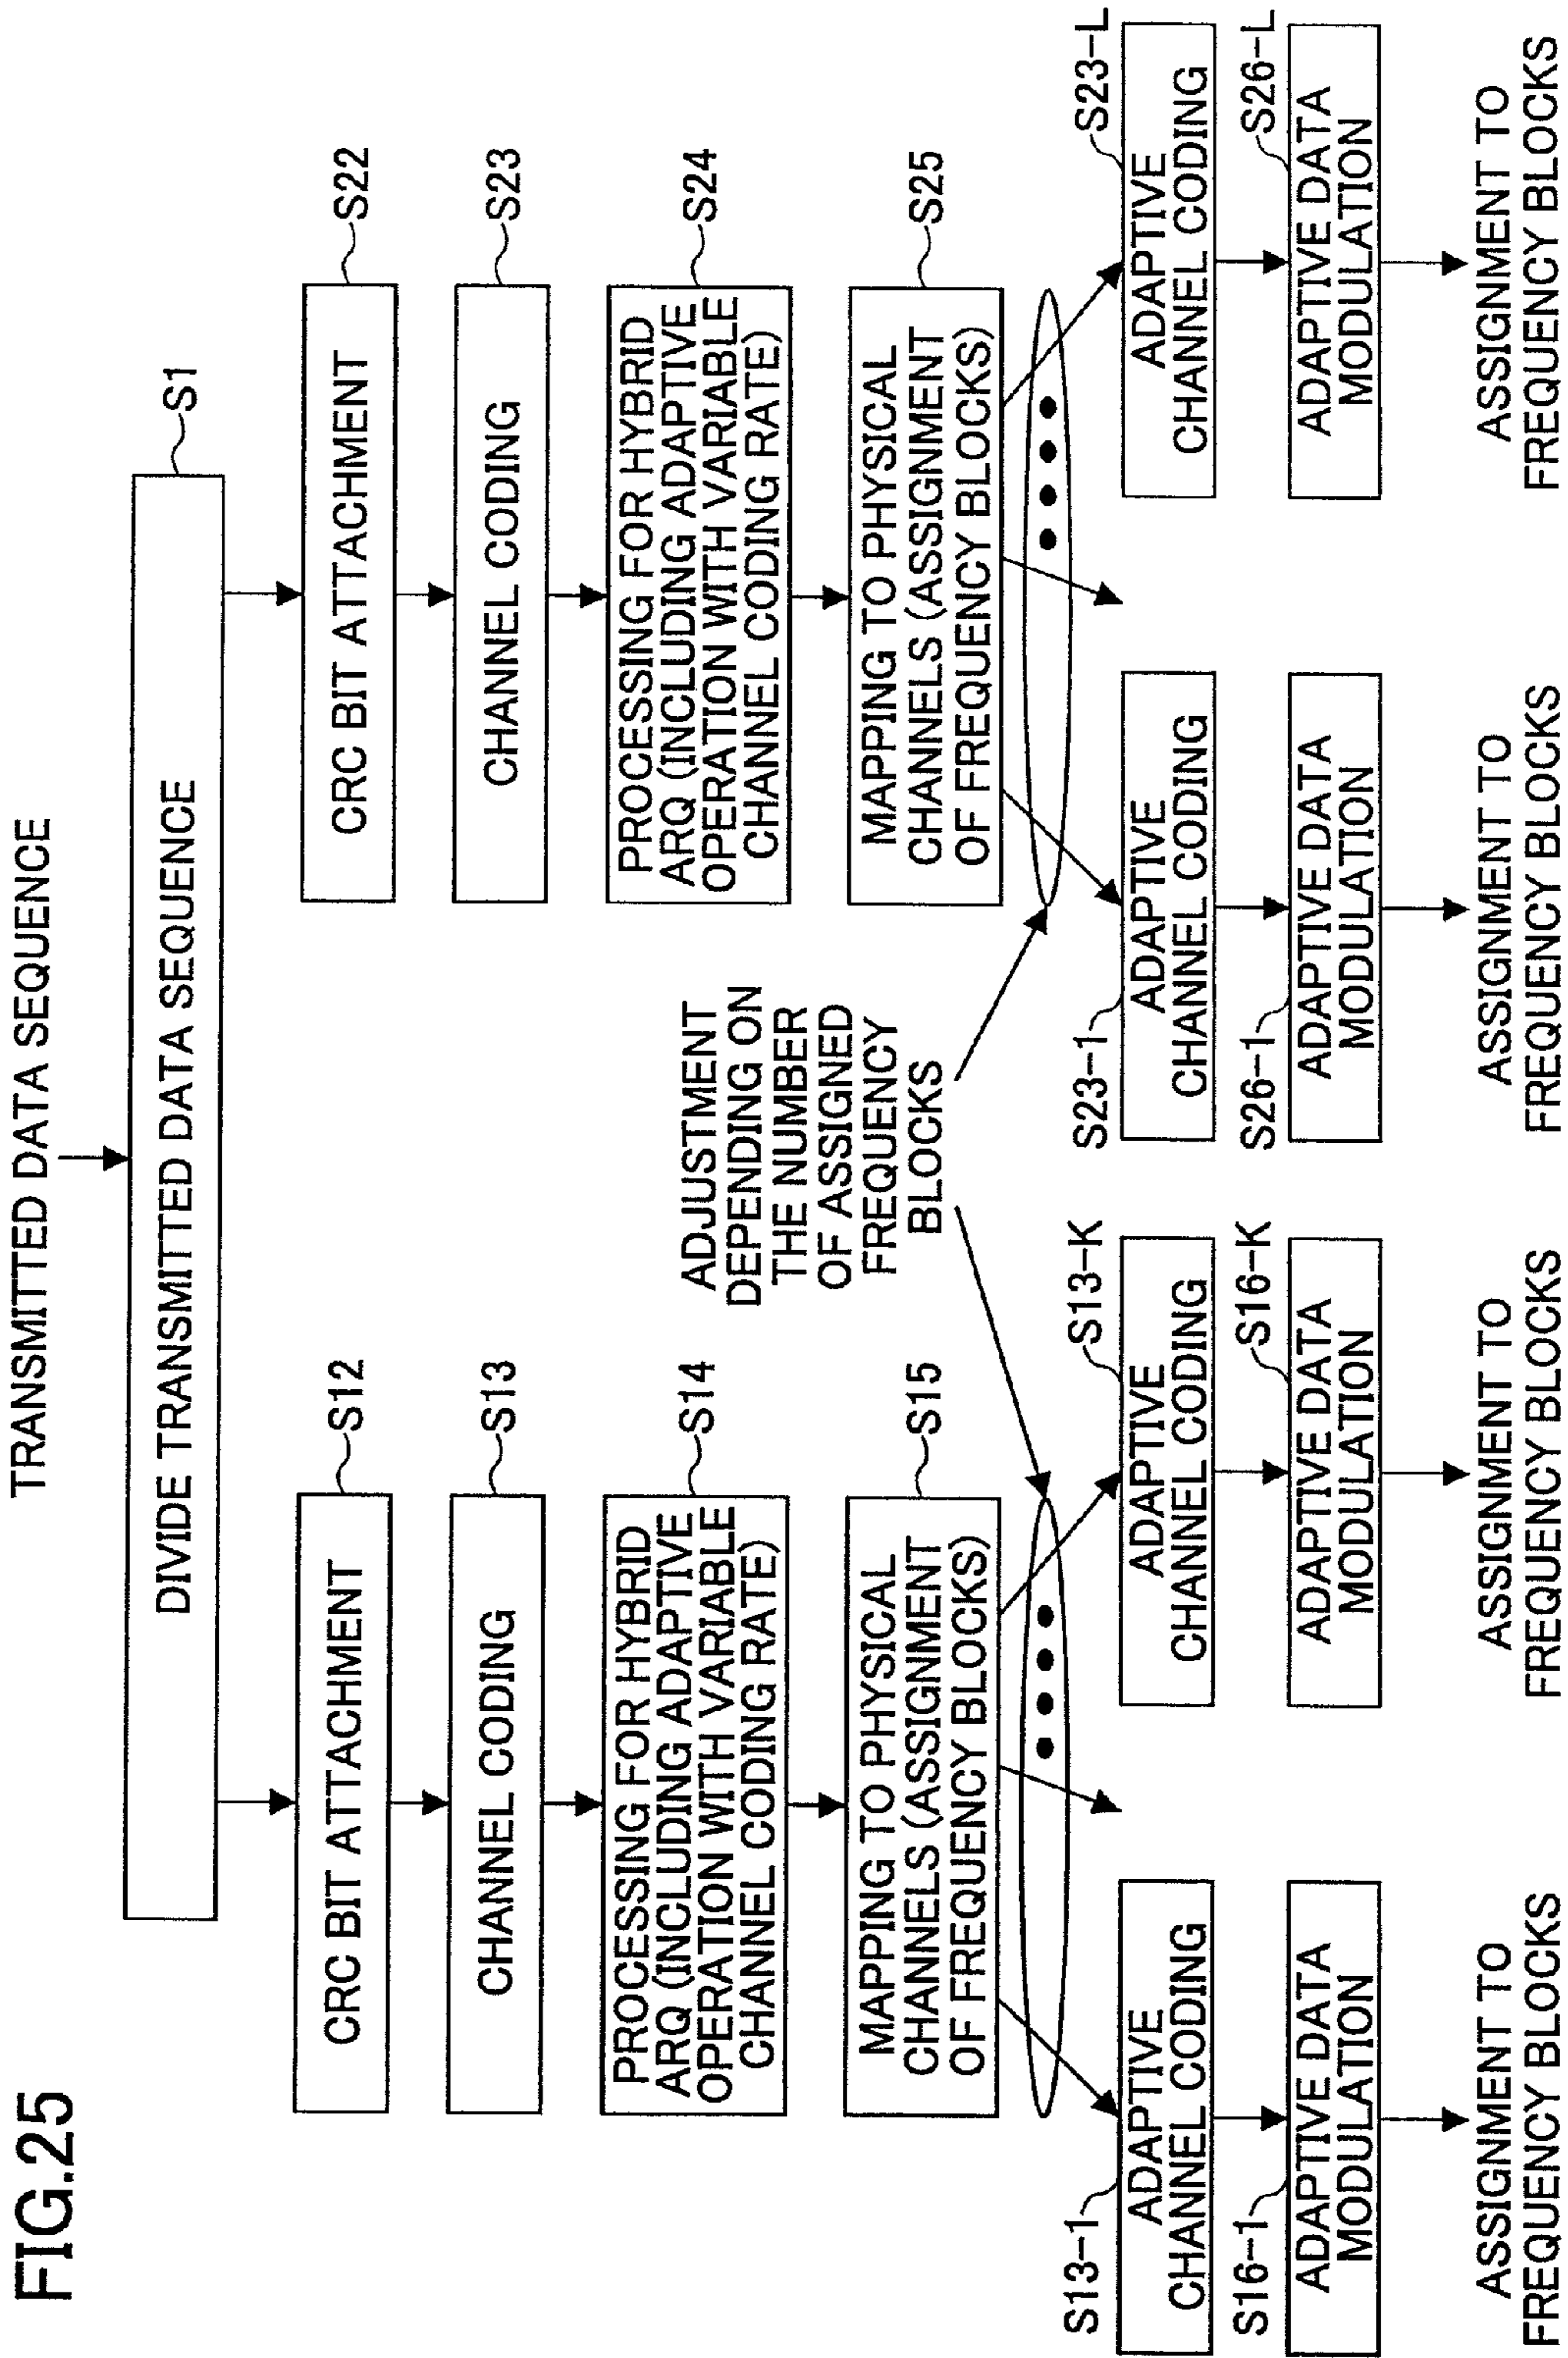 FIG.25
TRANSMITTED DATA SEQUENCE
DIVIDE TRANSMITTED DATA SEQUENCE
S1
CRC BIT ATTACHMENT
S12
CHANNEL CODING
S13
PROCESSING FOR HYBRID
ARQ (INCLUDING ADAPTIVE
OPERATION WITH VARIABLE
CHANNEL CODING RATE)
S14
MAPPING TO PHYSICAL
CHANNELS (ASSIGNMENT
OF FREQUENCY BLOCKS)
S15
CRC BIT ATTACHMENT
S22
CHANNEL CODING
S23
PROCESSING FOR HYBRID
ARQ (INCLUDING ADAPTIVE
OPERATION WITH VARIABLE
CHANNEL CODING RATE)
S24
MAPPING TO PHYSICAL
CHANNELS (ASSIGNMENT
OF FREQUENCY BLOCKS)
S25
ADJUSTMENT
DEPENDING ON
THE NUMBER
OF ASSIGNED
FREQUENCY
BLOCKS
S13-1
ADAPTIVE
CHANNEL CODING
S16-1
ADAPTIVE DATA
MODULATION
ASSIGNMENT TO
FREQUENCY BLOCKS
S13-K
ADAPTIVE
CHANNEL CODING
S16-K
ADAPTIVE DATA
MODULATION
ASSIGNMENT TO
FREQUENCY BLOCKS
S23-1
ADAPTIVE
CHANNEL CODING
S26-1
ADAPTIVE DATA
MODULATION
ASSIGNMENT TO
FREQUENCY BLOCKS
S23-L
ADAPTIVE
CHANNEL CODING
S26-L
ADAPTIVE DATA
MODULATION
ASSIGNMENT TO
FREQUENCY BLOCKS